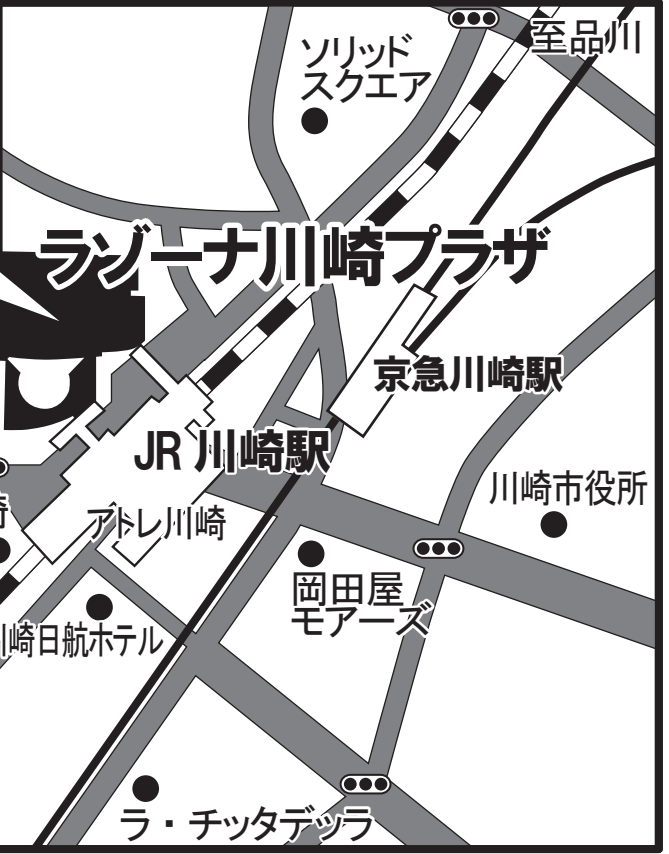 至品川
ソリッド
スクエア
ラゾーナ川崎プラザ
京急川崎駅
JR 川崎駅
川崎市役所
アトレ川崎
岡田屋
モアーズ
崎日航ホテル
ラ・チッタデッラ